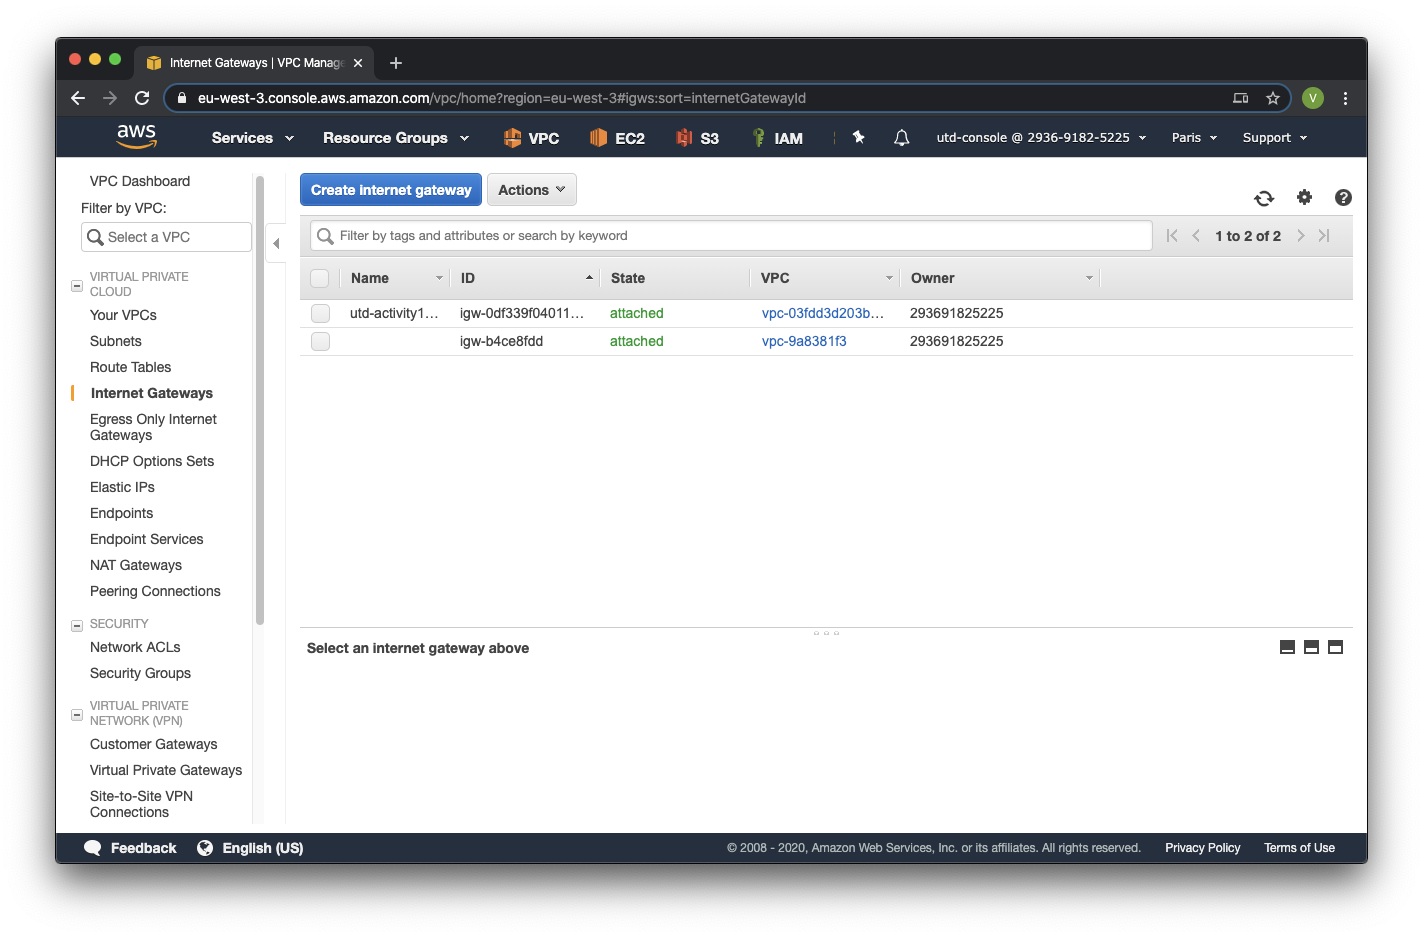 Internet Gateways | VPC Manage
eu-west-3.console.aws.amazon.com/vpc/home?region=eu-west-3#igws:sort=internetGatewayId
V
aws
Services
Resource Groups
VPC
EC2
S3
IAM
utd-console @ 2936-9182-5225
Paris
Support
VPC Dashboard
Filter by VPC:
Select a VPC
VIRTUAL PRIVATE
CLOUD
Your VPCs
Subnets
Route Tables
Internet Gateways
Egress Only Internet
Gateways
DHCP Options Sets
Elastic IPs
Endpoints
Endpoint Services
NAT Gateways
Peering Connections
SECURITY
Network ACLs
Security Groups
VIRTUAL PRIVATE
NETWORK (VPN)
Customer Gateways
Virtual Private Gateways
Site-to-Site VPN
Connections
Create internet gateway
Actions
Filter by tags and attributes or search by keyword
1 to 2 of 2
Name ID State VPC Owner
utd-activity1... igw-0df339f04011... attached vpc-03fdd3d203b... 293691825225
igw-b4ce8fdd attached vpc-9a8381f3 293691825225
Select an internet gateway above
Feedback
English (US)
© 2008 - 2020, Amazon Web Services, Inc. or its affiliates. All rights reserved.
Privacy Policy
Terms of Use